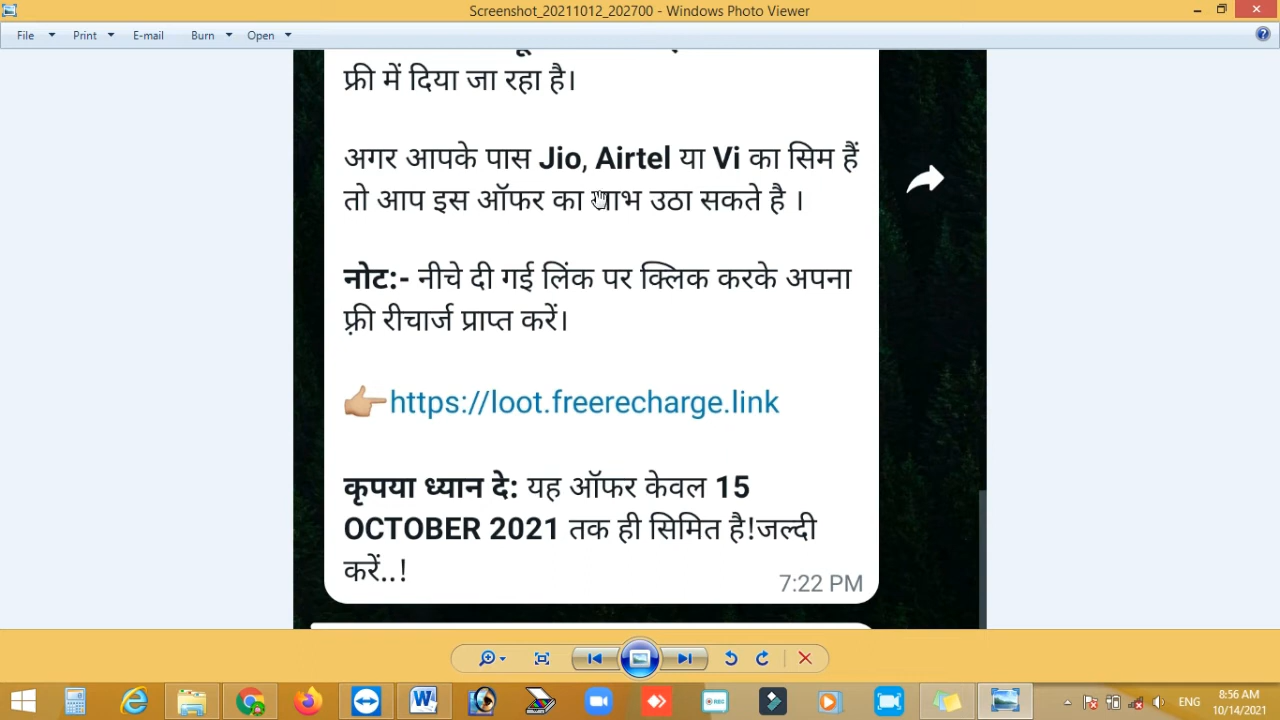 Screenshot_20211012_202700 - Windows Photo Viewer
File Print E-mail Burn Open
फ्री में दिया जा रहा है।
अगर आपके पास Jio, Airtel या Vi का सिम हैं
तो आप इस ऑफर का लाभ उठा सकते है ।
नोट:- नीचे दी गई लिंक पर क्लिक करके अपना
फ़्री रीचार्ज प्राप्त करें।
👉🏼https://loot.freerecharge.link
कृपया ध्यान दे: यह ऑफर केवल 15
OCTOBER 2021 तक ही सिमित है!जल्दी
करें..!
7:22 PM
REC
ENG
8:56 AM
10/14/2021